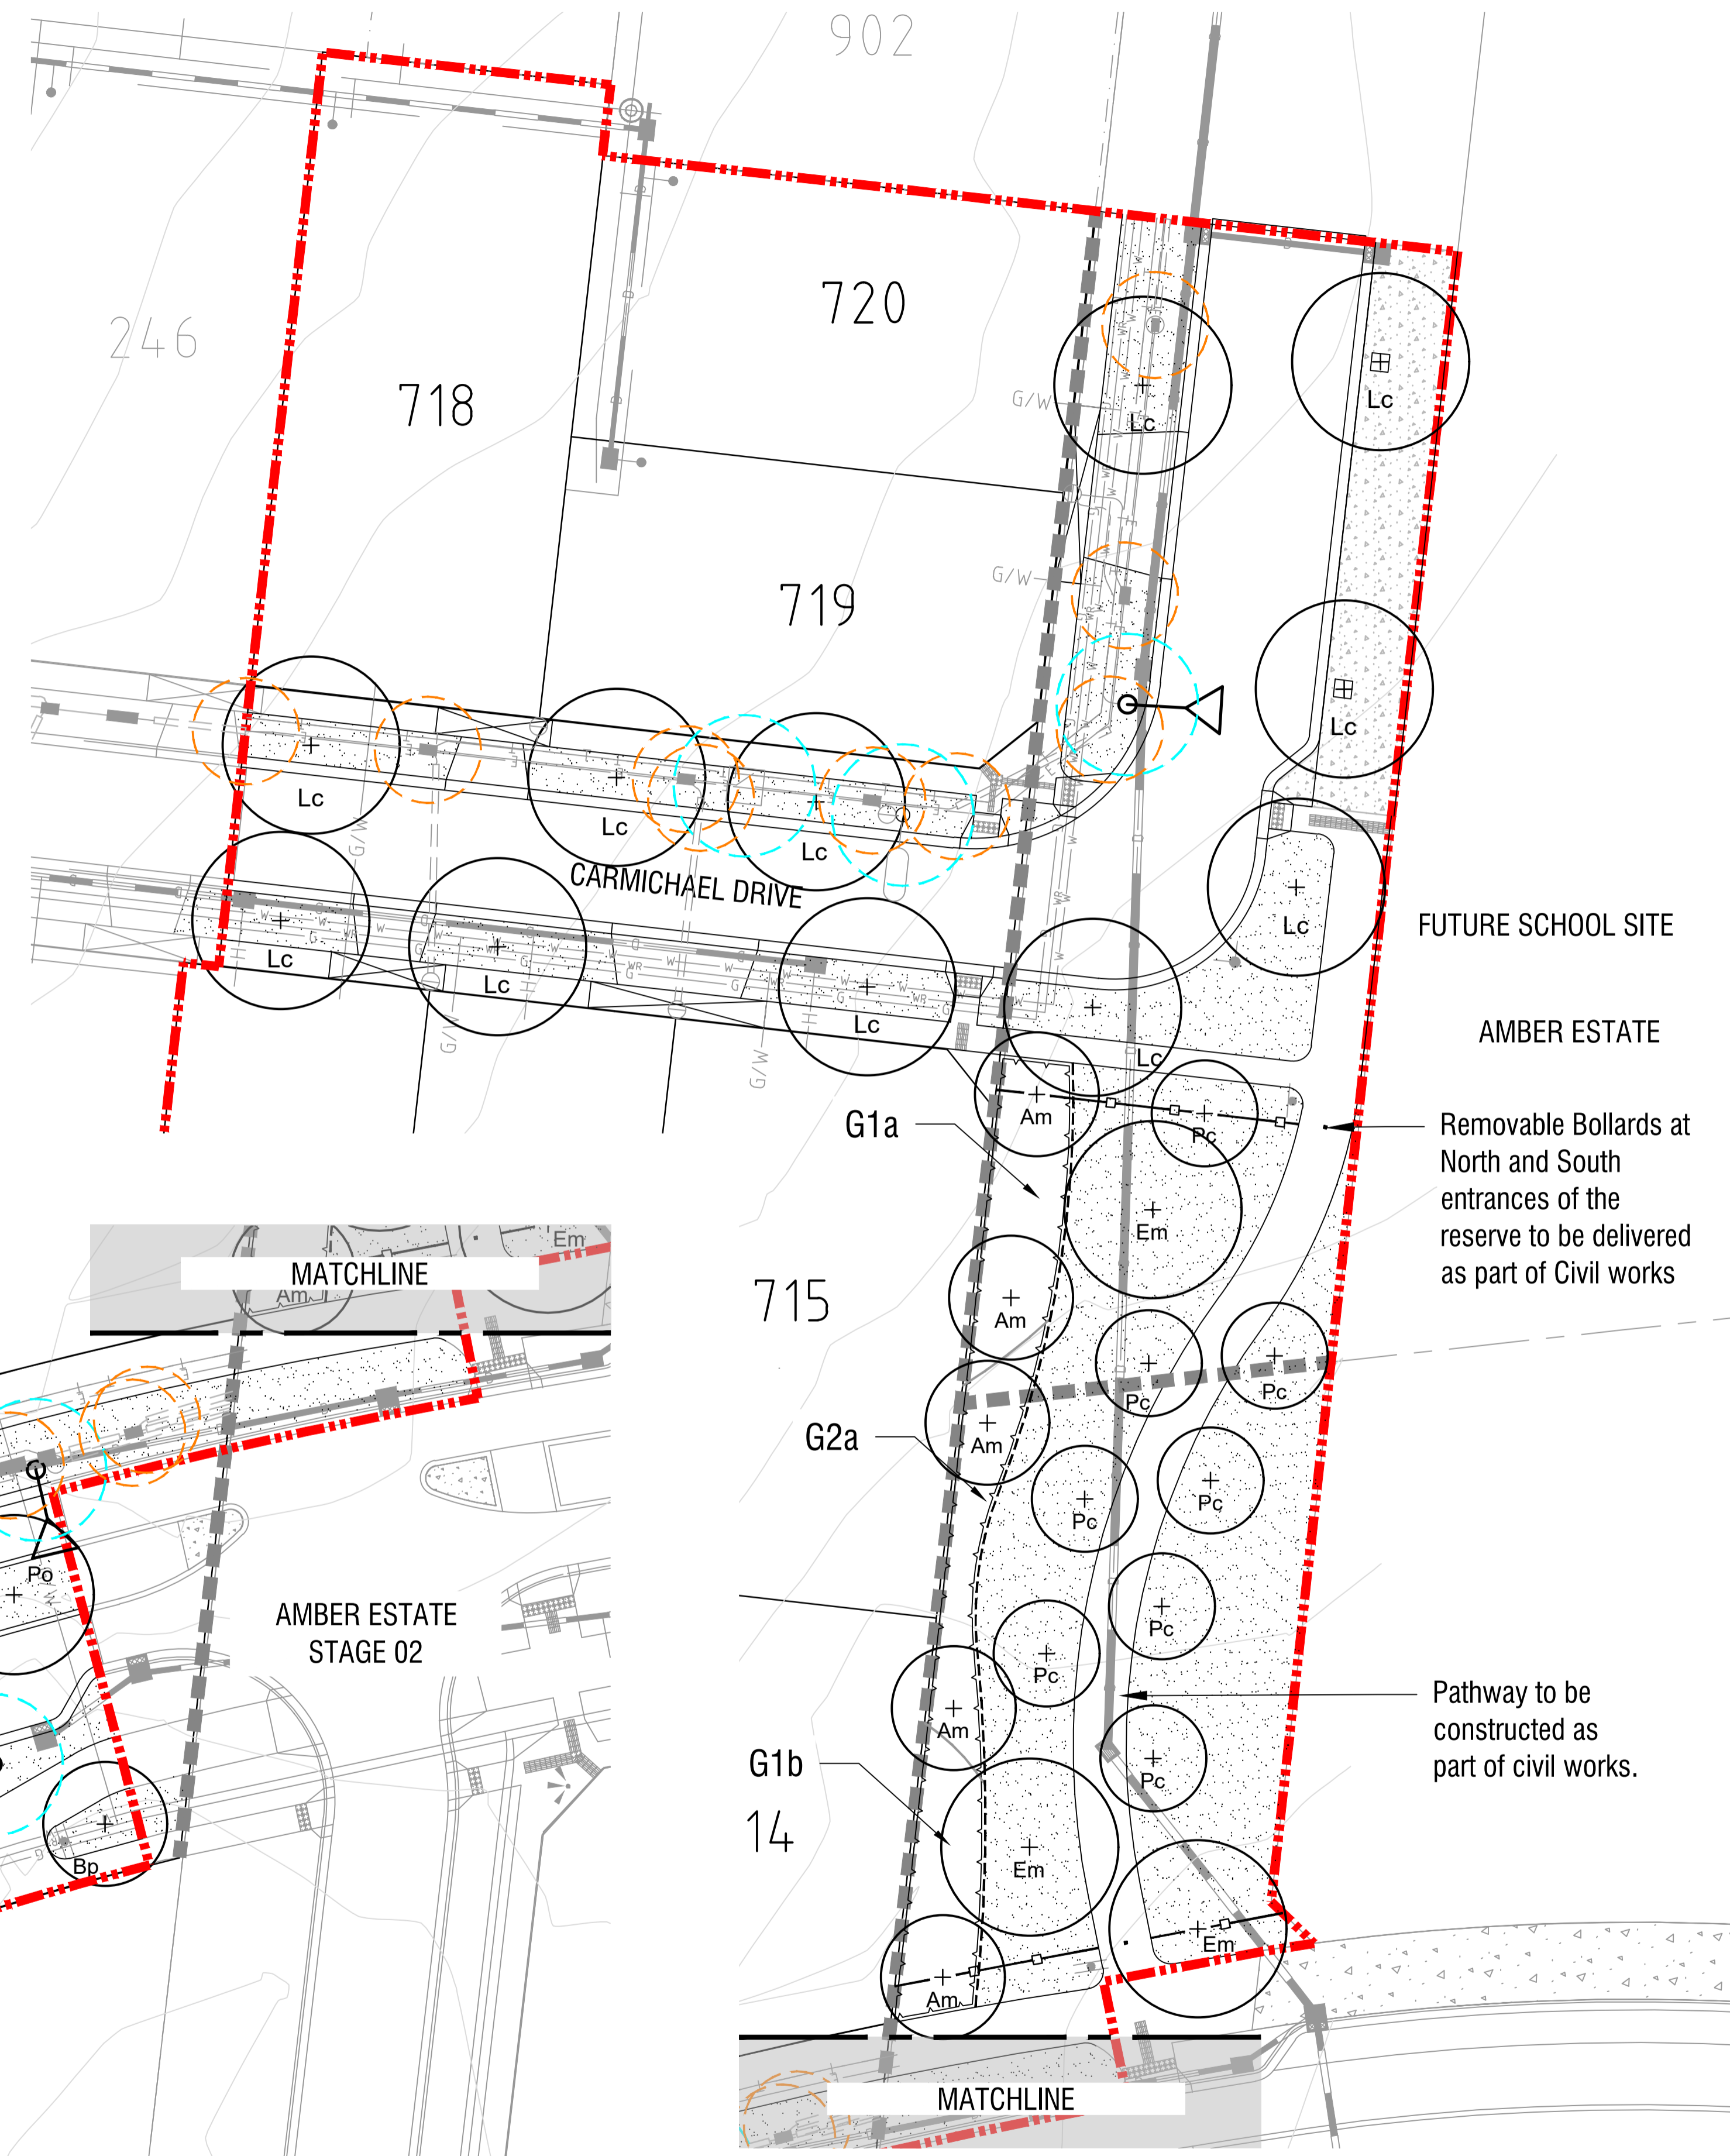 902
720
246
718
719
G/W
G/W
Lc
Lc
Lc
Lc
Lc
Lc
CARMICHAEL DRIVE
Lc
Lc
Lc
Lc
Lc
G/W
G/W
G/W
FUTURE SCHOOL SITE
AMBER ESTATE
Removable Bollards at
North and South
entrances of the
reserve to be delivered
as part of Civil works
G1a
Am
Pc
Em
Am
715
Pc
Pc
G2a
Am
Pc
Pc
Pc
Pc
Am
G1b
Pc
14
Em
Em
Am
Pathway to be
constructed as
part of civil works.
MATCHLINE
Em
MATCHLINE
Am
Po
AMBER ESTATE
STAGE 02
Bp